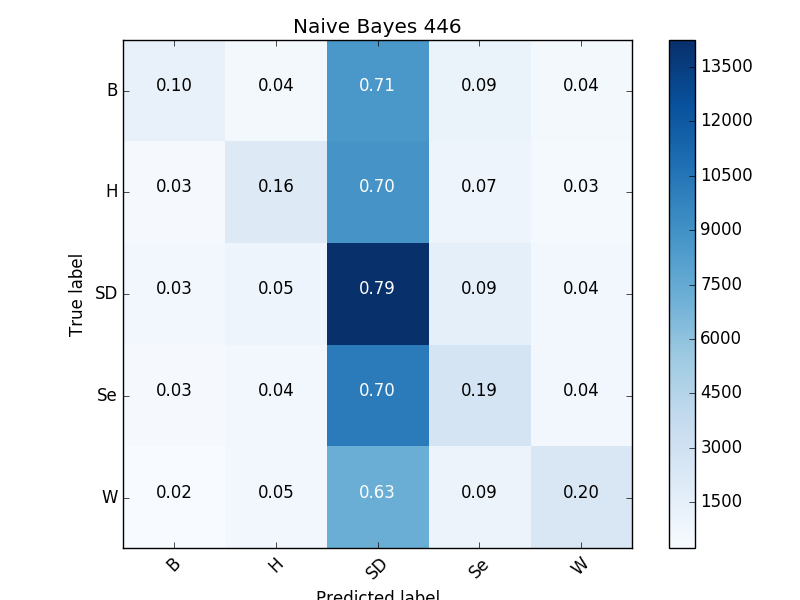 Naive Bayes 446
B 0.10 0.04 0.71 0.09 0.04
H 0.03 0.16 0.70 0.07 0.03
SD 0.03 0.05 0.79 0.09 0.04
Se 0.03 0.04 0.70 0.19 0.04
W 0.02 0.05 0.63 0.09 0.20
True label
B H SD Se W
Predicted label
13500
12000
10500
9000
7500
6000
4500
3000
1500